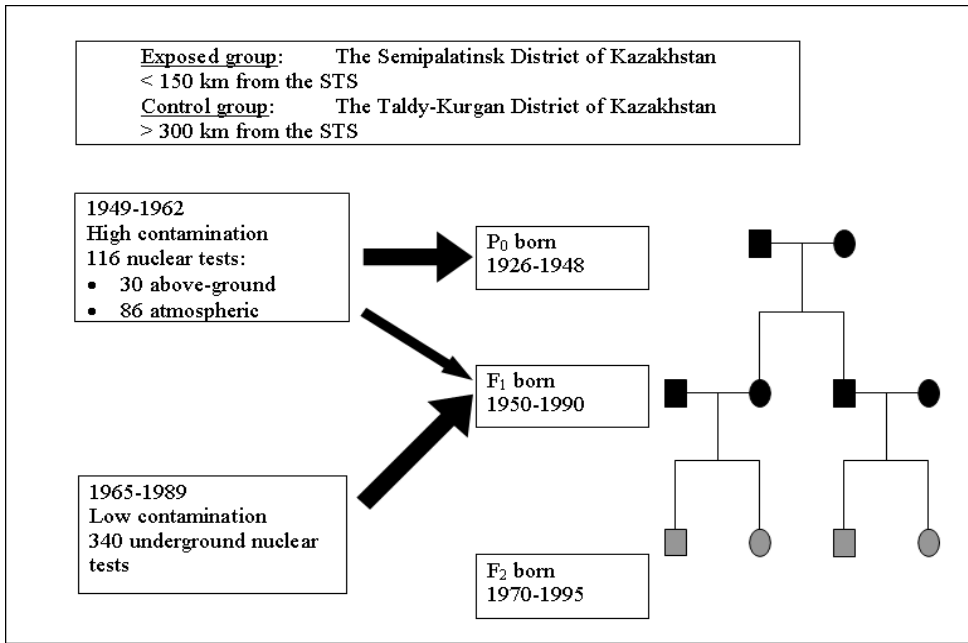 Exposed group: The Semipalatinsk District of Kazakhstan
< 150 km from the STS
Control group: The Taldy-Kurgan District of Kazakhstan
> 300 km from the STS
1949-1962
High contamination
116 nuclear tests:
• 30 above-ground
• 86 atmospheric
P0 born
1926-1948
F1 born
1950-1990
1965-1989
Low contamination
340 underground nuclear
tests
F2 born
1970-1995